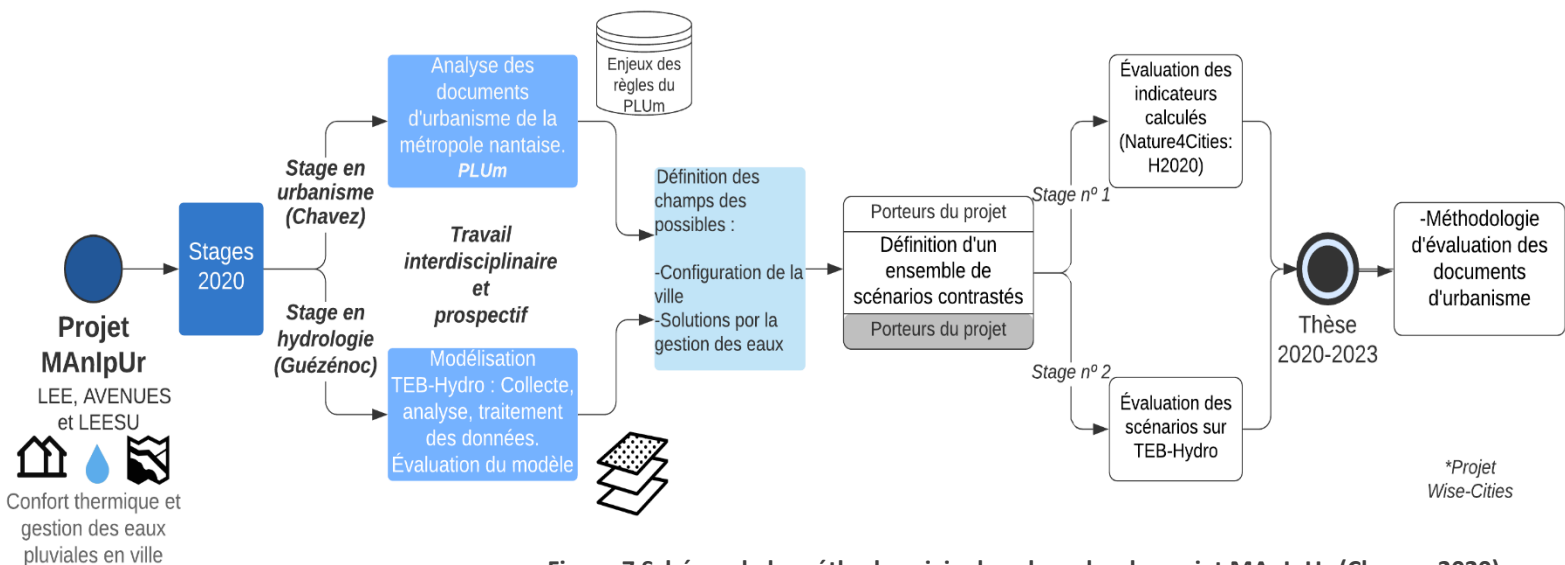 Projet
MAnIpUr
LEE, AVENUES
et LEESU
Confort thermique et
gestion des eaux
pluviales en ville
Stages
2020
Stage en
urbanisme
(Chavez)
Stage en
hydrologie
(Guézénoc)
Analyse des
documents
d'urbanisme de la
métropole nantaise.
PLUm
Enjeux des
règles du
PLUm
Travail
interdisciplinaire
et
prospectif
Modélisation
TEB-Hydro : Collecte,
analyse, traitement
des données.
Évaluation du modèle
Définition des
champs des
possibles :
-Configuration de la
ville
-Solutions por la
gestion des eaux
Porteurs du projet
Définition d'un
ensemble de
scénarios contrastés
Porteurs du projet
Stage nº 1
Stage nº 2
Évaluation des
indicateurs
calculés
(Nature4Cities:
H2020)
Évaluation des
scénarios sur
TEB-Hydro
Thèse
2020-2023
-Méthodologie
d'évaluation des
documents
d'urbanisme
*Projet
Wise-Cities